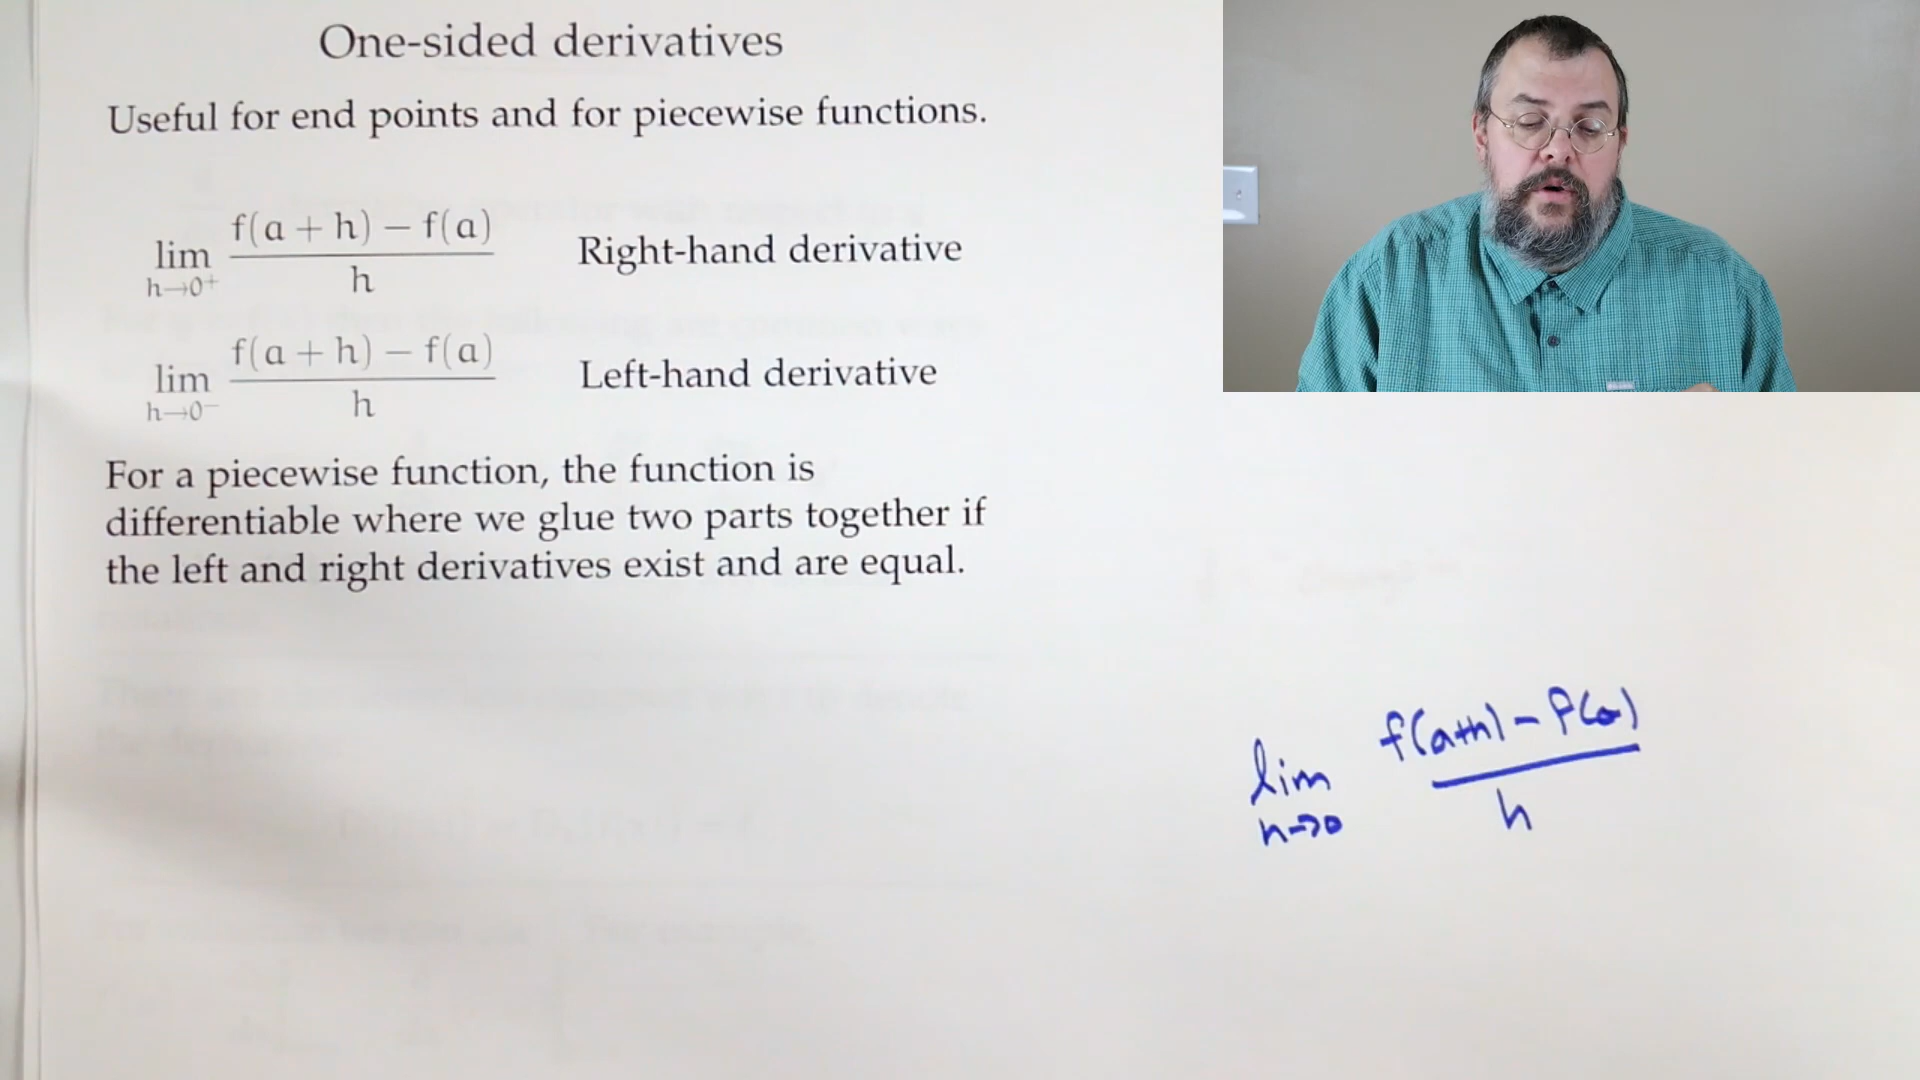 One-sided derivatives
Useful for end points and for piecewise functions.
lim h→0⁺ f(a + h) − f(a) / h Right-hand derivative
lim h→0⁻ f(a + h) − f(a) / h Left-hand derivative
For a piecewise function, the function is
differentiable where we glue two parts together if
the left and right derivatives exist and are equal.
lim h→0 f(a+h) − f(a) / h